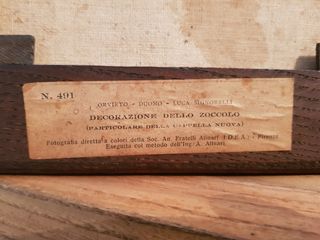 N. 491
ORVIETO - DUOMO - LUCA SIGNORELLI
DECORAZIONE DELLO ZOCCOLO
(PARTICOLARE DELLA CAPPELLA NUOVA)
Fotografia diretta a colori della Soc. An. Fratelli Alinari I.D.E.A. - Firenze
Eseguita col metodo dell'Ing. A. Alinari.